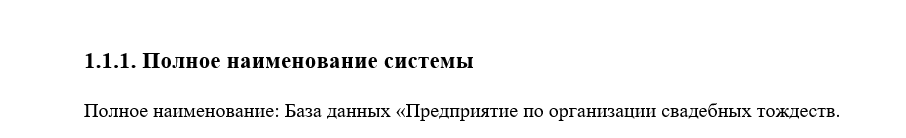 1.1.1. Полное наименование системы
Полное наименование: База данных «Предприятие по организации свадебных тождеств.